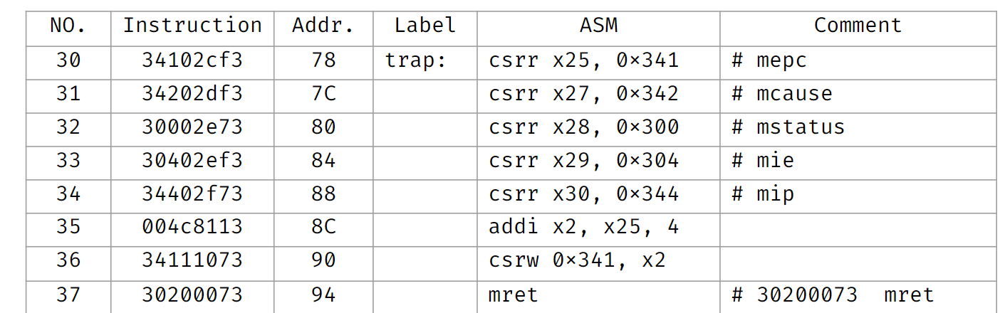 NO. Instruction Addr. Label ASM Comment
30 34102cf3 78 trap: csrr x25, 0×341 # mepc
31 34202df3 7C csrr x27, 0×342 # mcause
32 30002e73 80 csrr x28, 0×300 # mstatus
33 30402ef3 84 csrr x29, 0×304 # mie
34 34402f73 88 csrr x30, 0×344 # mip
35 004c8113 8C addi x2, x25, 4
36 34111073 90 csrw 0×341, x2
37 30200073 94 mret # 30200073 mret